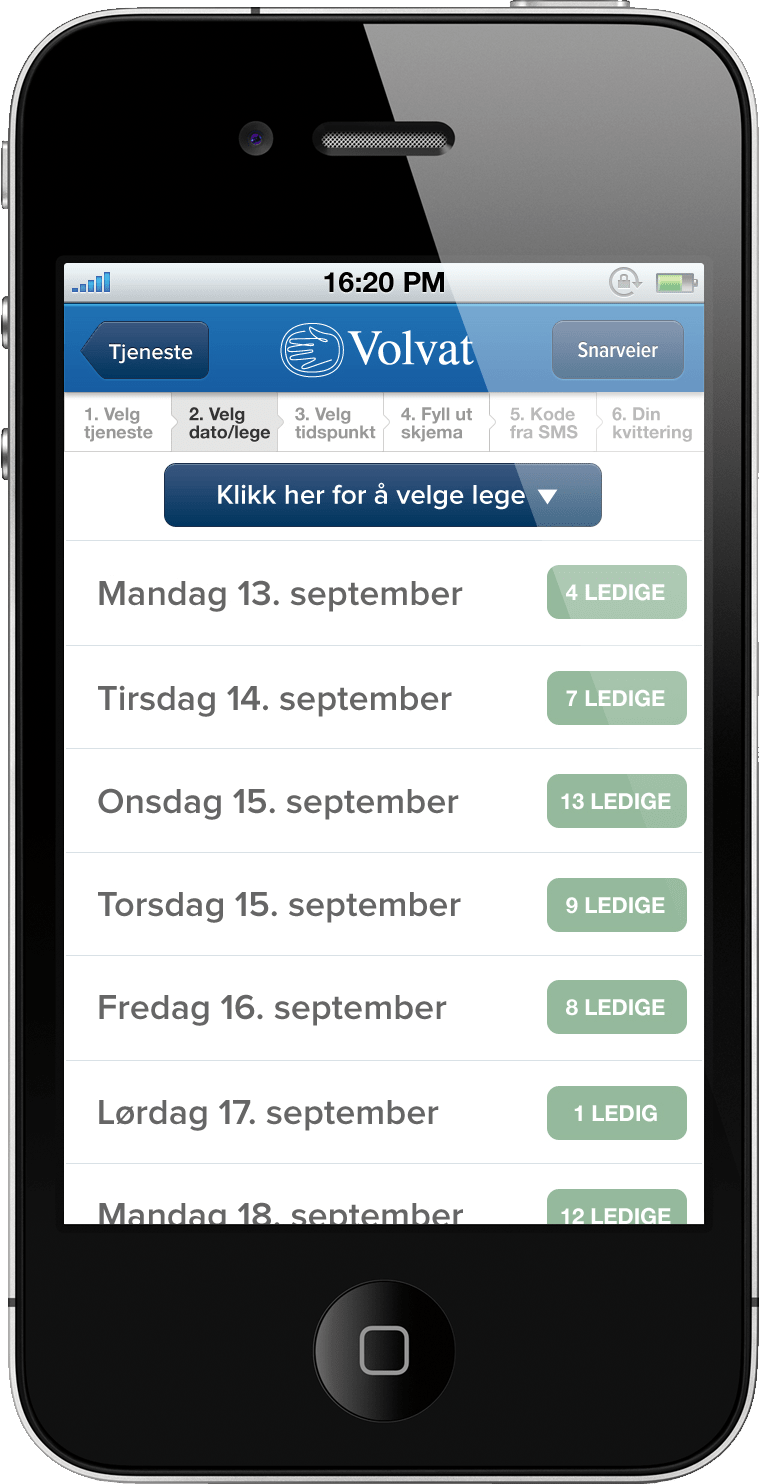 16:20 PM
Tjeneste
Volvat
Snarveier
1. Velg
tjeneste
2. Velg
dato/lege
3. Velg
tidspunkt
4. Fyll ut
skjema
5. Kode
fra SMS
6. Din
kvittering
Klikk her for å velge lege
Mandag 13. september 4 LEDIGE
Tirsdag 14. september 7 LEDIGE
Onsdag 15. september 13 LEDIGE
Torsdag 15. september 9 LEDIGE
Fredag 16. september 8 LEDIGE
Lørdag 17. september 1 LEDIG
Mandag 18. september 12 LEDIGE